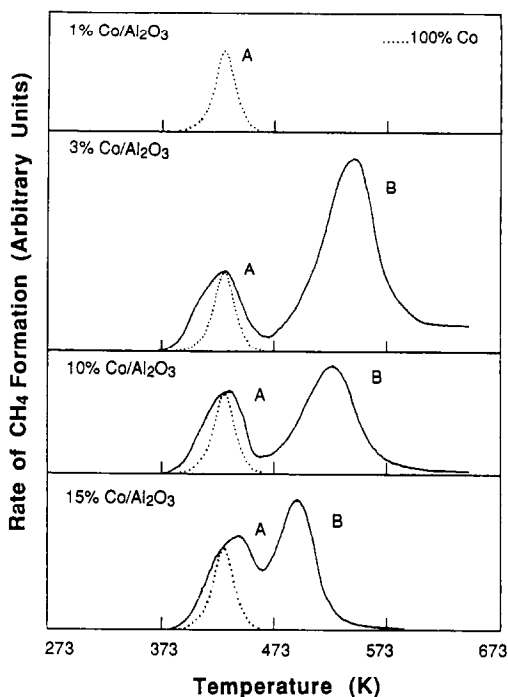 1% Co/Al2O3
......100% Co
A
3% Co/Al2O3
B
A
10% Co/Al2O3
A
B
15% Co/Al2O3
A
B
273
373
473
573
673
Temperature (K)
Rate of CH4 Formation (Arbitrary Units)